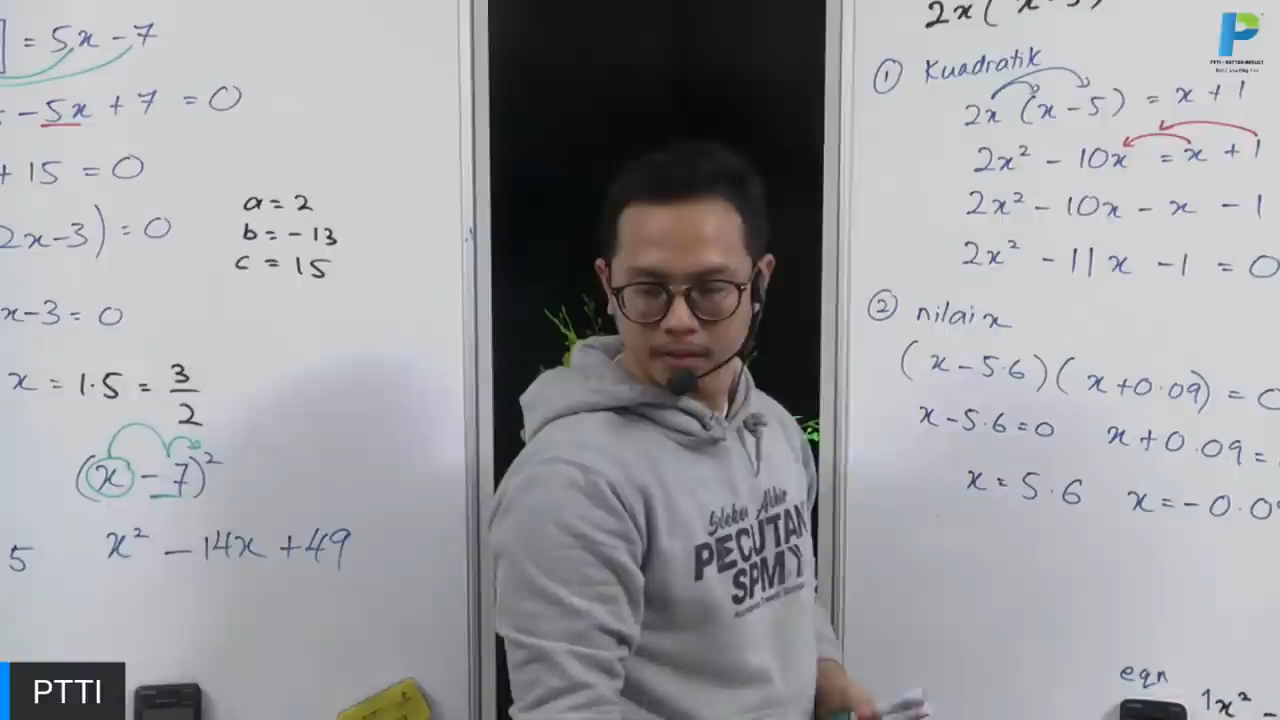 = 5x - 7
- 5x + 7 = 0
+ 15 = 0
2x - 3) = 0
x - 3 = 0
x = 1.5 = 3/2
(x - 7)²
5
x² - 14x + 49
a = 2
b = - 13
c = 15
PTTI
PECUTAN
SPM
2x(
① Kuadratik
2x (x - 5) = x + 1
2x² - 10x = x + 1
2x² - 10x - x - 1
2x² - 11x - 1 = 0
② nilai x
(x - 5.6)(x + 0.09) = 0
x - 5.6 = 0 x + 0.09 =
x = 5.6 x = - 0.09
eqn
1x² -